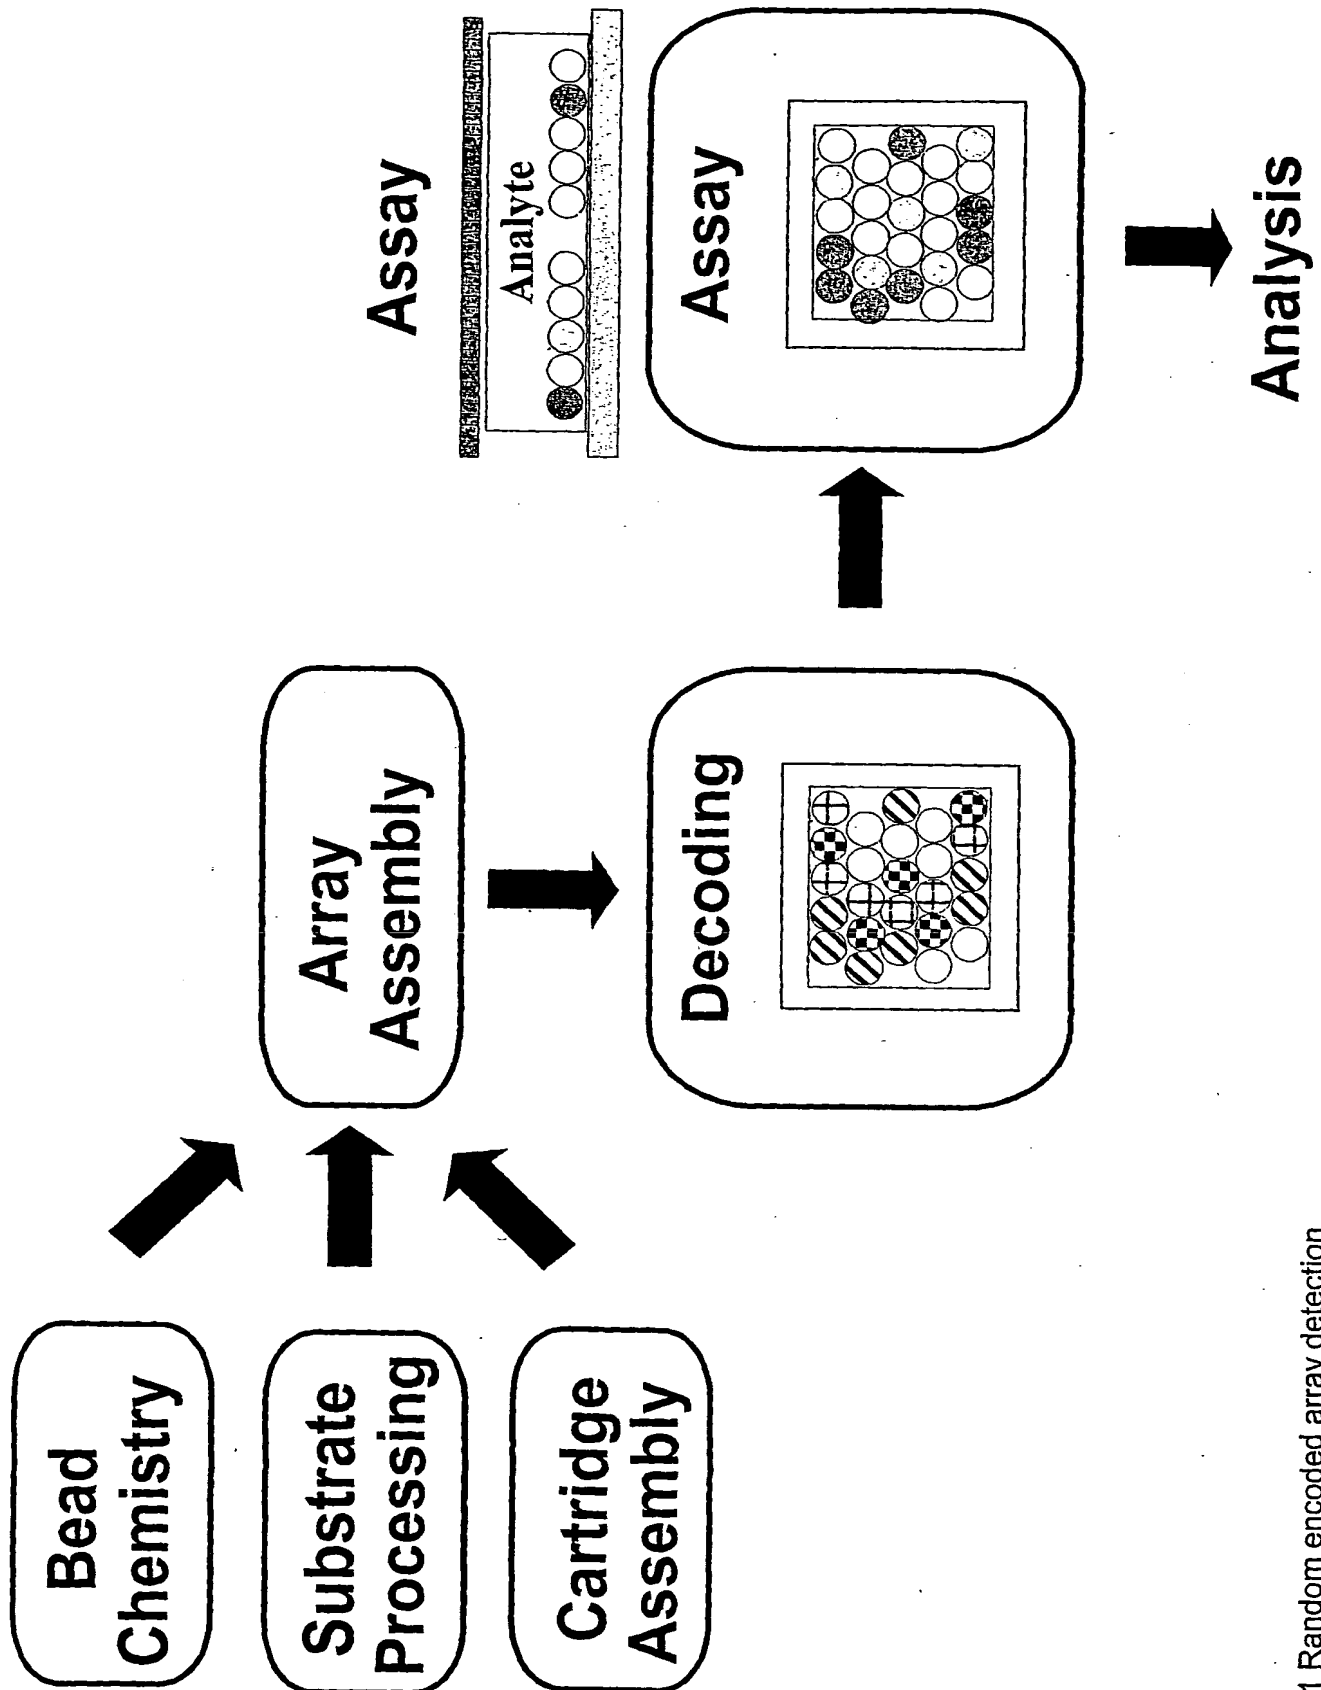 Bead
Chemistry
Substrate
Processing
Cartridge
Assembly
Array
Assembly
Decoding
Assay
Analyte
Assay
Analysis
1 Random encoded array detection